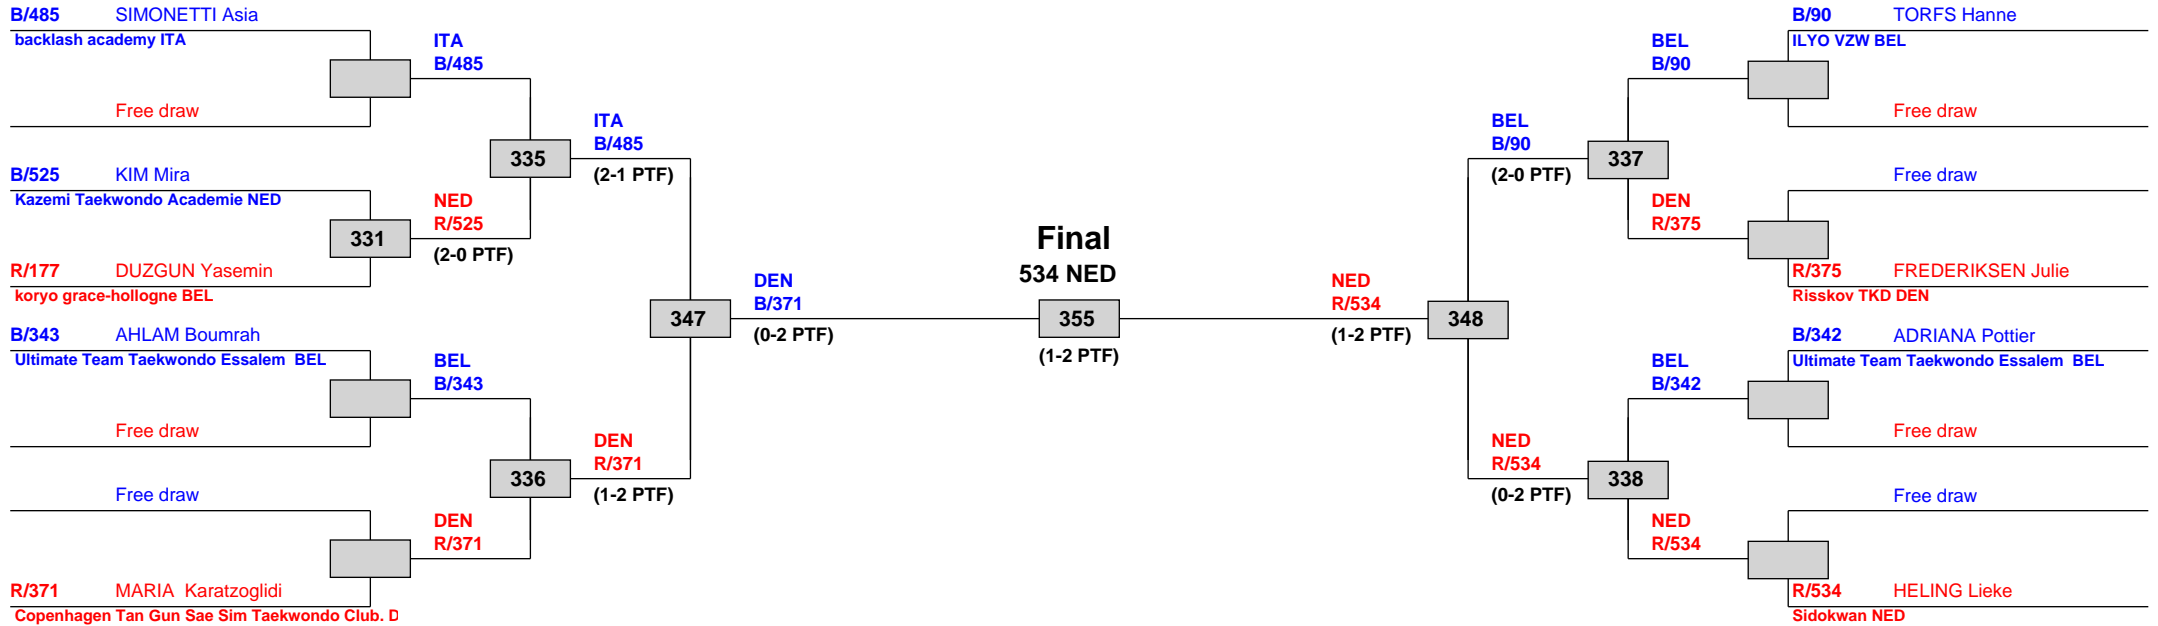 B/485 SIMONETTI Asia
backlash academy ITA
Free draw
ITA
B/485
B/525 KIM Mira
Kazemi Taekwondo Academie NED
331
R/177 DUZGUN Yasemin
koryo grace-hollogne BEL
NED
R/525
(2-0 PTF)
335
ITA
B/485
(2-1 PTF)
B/343 AHLAM Boumrah
Ultimate Team Taekwondo Essalem BEL
Free draw
BEL
B/343
Free draw
R/371 MARIA Karatzoglidi
Copenhagen Tan Gun Sae Sim Taekwondo Club. D
DEN
R/371
336
DEN
R/371
(1-2 PTF)
347
DEN
B/371
(0-2 PTF)
Final
534 NED
355
(1-2 PTF)
NED
R/534
(1-2 PTF)
348
BEL
B/90
(2-0 PTF)
337
BEL
B/90
B/90 TORFS Hanne
ILYO VZW BEL
Free draw
Free draw
DEN
R/375
R/375 FREDERIKSEN Julie
Risskov TKD DEN
NED
R/534
(0-2 PTF)
338
BEL
B/342
B/342 ADRIANA Pottier
Ultimate Team Taekwondo Essalem BEL
Free draw
Free draw
NED
R/534
R/534 HELING Lieke
Sidokwan NED